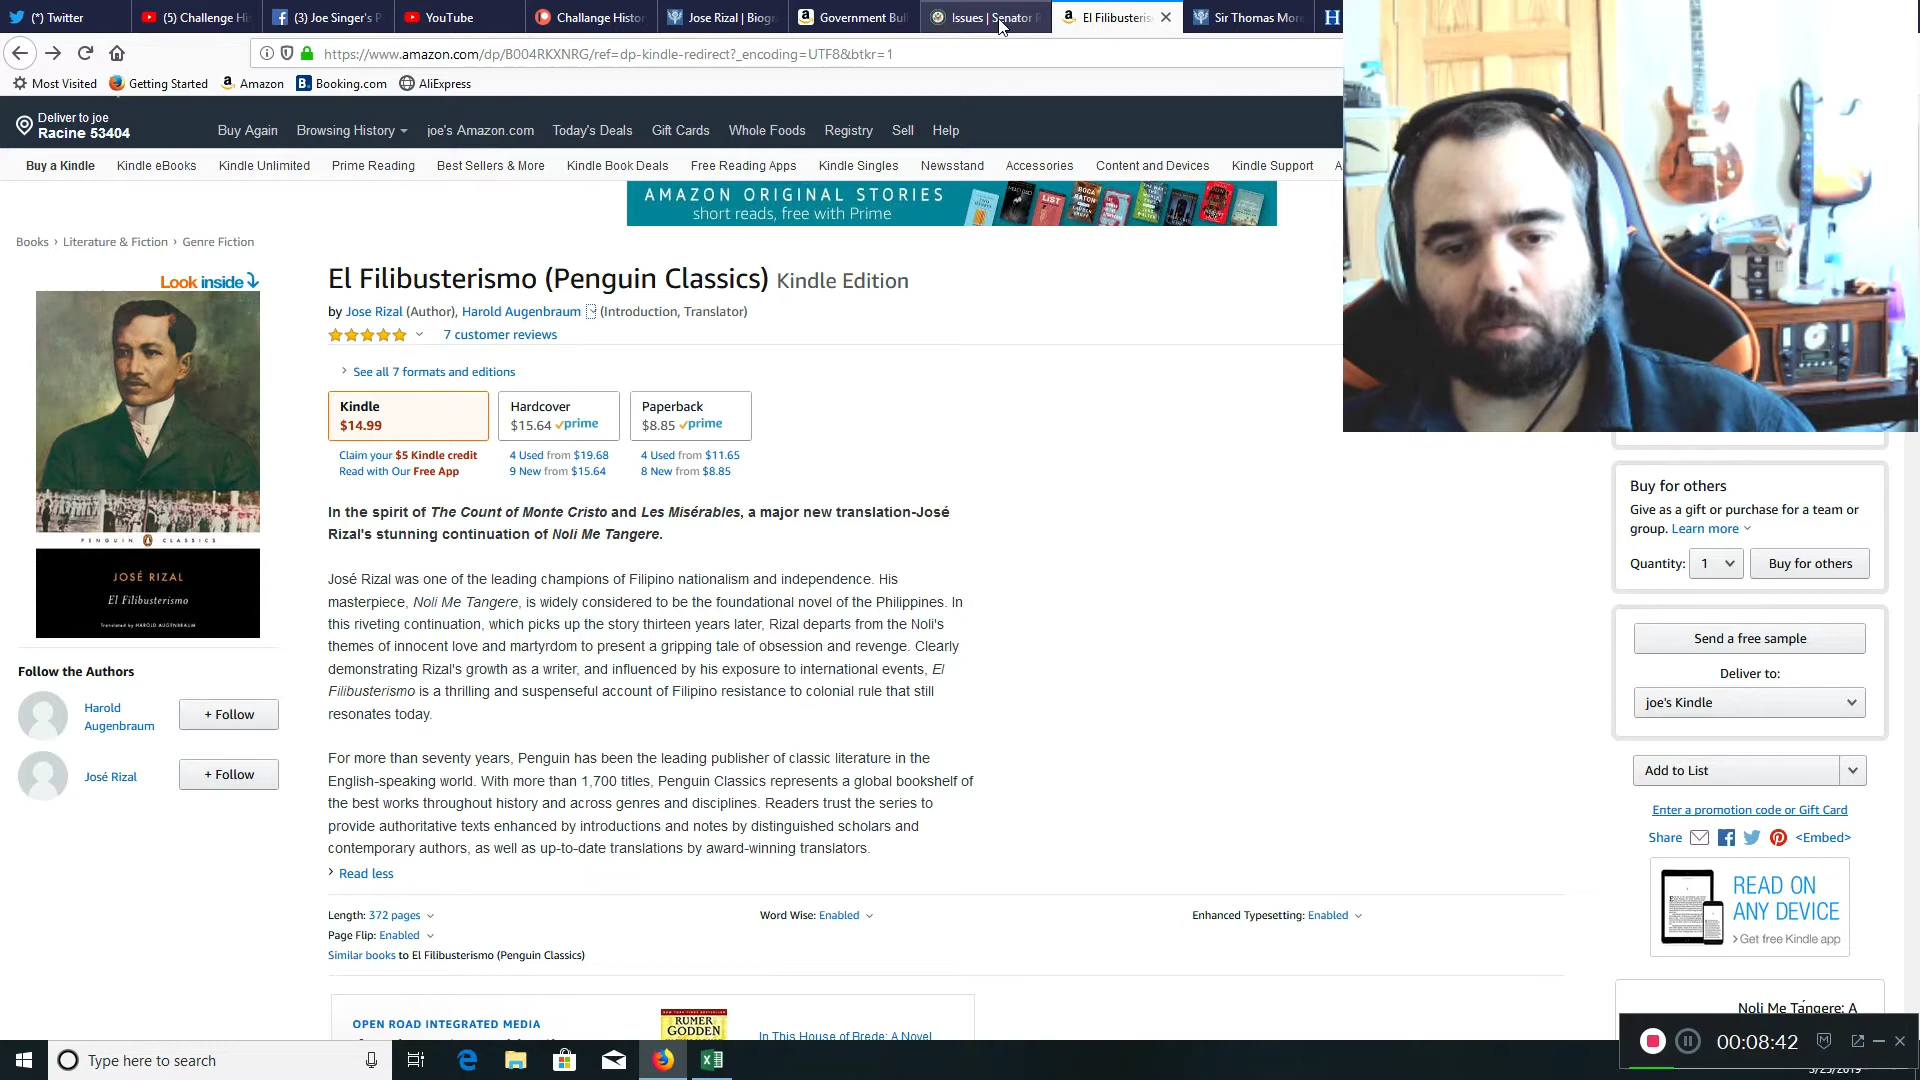 (*) Twitter
(5) Challenge Hi
(3) Joe Singer's P
YouTube
Challange Histor
Jose Rizal | Biogr
Government Bull
Issues | Senator R
El Filibusteris
Sir Thomas Mor
https://www.amazon.com/dp/B004RKXNRG/ref=dp-kindle-redirect?_encoding=UTF8&btkr=1
Most Visited
Getting Started
Amazon
Booking.com
AliExpress
Deliver to joe
Racine 53404
Buy Again
Browsing History
joe's Amazon.com
Today's Deals
Gift Cards
Whole Foods
Registry
Sell
Help
Buy a Kindle
Kindle eBooks
Kindle Unlimited
Prime Reading
Best Sellers & More
Kindle Book Deals
Free Reading Apps
Kindle Singles
Newsstand
Accessories
Content and Devices
Kindle Support
A
AMAZON ORIGINAL STORIES
short reads, free with Prime
LIST
Books › Literature & Fiction › Genre Fiction
Look inside
El Filibusterismo (Penguin Classics) Kindle Edition
by Jose Rizal (Author), Harold Augenbaum (Introduction, Translator)
7 customer reviews
See all 7 formats and editions
Kindle
$14.99
Hardcover
$15.64 prime
Paperback
$8.85 prime
Claim your $5 Kindle credit
Read with Our Free App
4 Used from $19.68
9 New from $15.64
4 Used from $11.65
8 New from $8.85
In the spirit of The Count of Monte Cristo and Les Misérables, a major new translation-José
Rizal's stunning continuation of Noli Me Tangere.
José Rizal was one of the leading champions of Filipino nationalism and independence. His
masterpiece, Noli Me Tangere, is widely considered to be the foundational novel of the Philippines. In
this riveting continuation, which picks up the story thirteen years later, Rizal departs from the Noli's
themes of innocent love and martyrdom to present a gripping tale of obsession and revenge. Clearly
demonstrating Rizal's growth as a writer, and influenced by his exposure to international events, El
Filibusterismo is a thrilling and suspenseful account of Filipino resistance to colonial rule that still
resonates today.
For more than seventy years, Penguin has been the leading publisher of classic literature in the
English-speaking world. With more than 1,700 titles, Penguin Classics represents a global bookshelf of
the best works throughout history and across genres and disciplines. Readers trust the series to
provide authoritative texts enhanced by introductions and notes by distinguished scholars and
contemporary authors, as well as up-to-date translations by award-winning translators.
Read less
PENGUIN CLASSICS
JOSÉ RIZAL
El Filibusterismo
Translated by HAROLD AUGENBRAUM
Follow the Authors
Harold
Augenbaum
+ Follow
José Rizal
+ Follow
Length: 372 pages
Word Wise: Enabled
Enhanced Typesetting: Enabled
Page Flip: Enabled
Similar books to El Filibusterismo (Penguin Classics)
OPEN ROAD INTEGRATED MEDIA
RUMER
GODDEN
In This House of Brede: A Novel
Buy for others
Give as a gift or purchase for a team or
group. Learn more
Quantity: 1
Buy for others
Send a free sample
Deliver to:
joe's Kindle
Add to List
Enter a promotion code or Gift Card
Share
<Embed>
READ ON
ANY DEVICE
Get free Kindle app
Noli Me Tangere: A
Type here to search
00:08:42